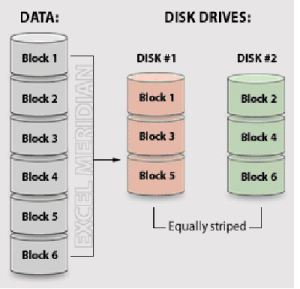 DATA:
DISK DRIVES:
DISK #1
DISK #2
Block 1
Block 2
Block 3
Block 4
Block 5
Block 6
EXCEL MERIDIAN
Block 1
Block 3
Block 5
Block 2
Block 4
Block 6
Equally striped